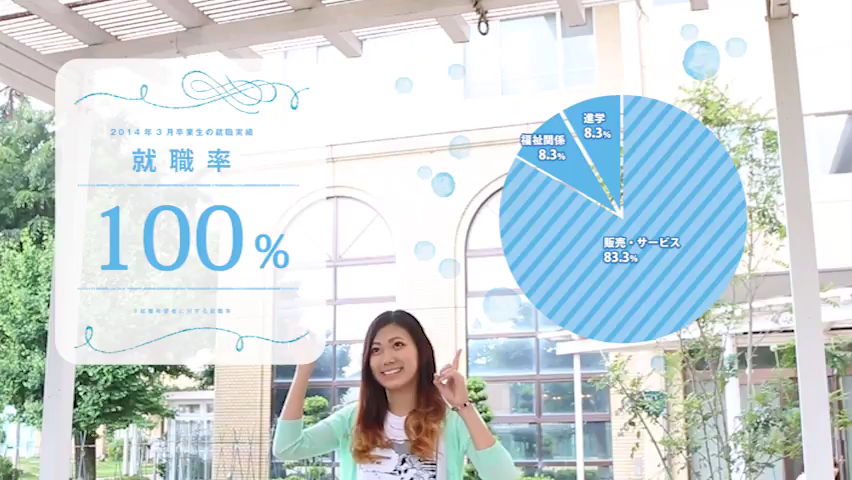 2014年3月卒業生の就職実績
就職率
100%
※就職希望者に対する就職率
進学
8.3%
福祉関係
8.3%
販売・サービス
83.3%